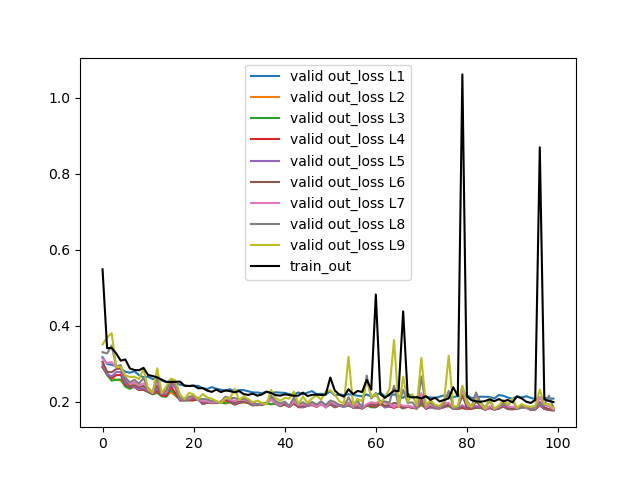 1.0
0.8
0.6
0.4
0.2
0
20
40
60
80
100
valid out_loss L1
valid out_loss L2
valid out_loss L3
valid out_loss L4
valid out_loss L5
valid out_loss L6
valid out_loss L7
valid out_loss L8
valid out_loss L9
train_out